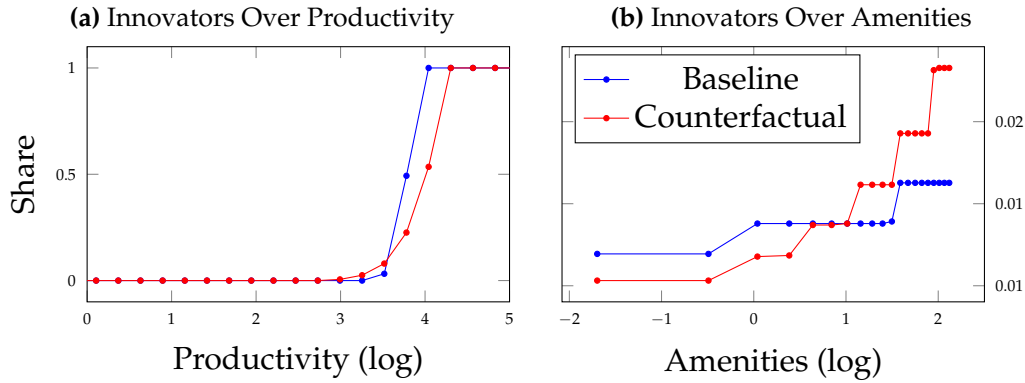 (a) Innovators Over Productivity
1
0.5
0
Share
0
1
2
3
4
5
Productivity (log)
(b) Innovators Over Amenities
Baseline
Counterfactual
0.02
0.01
0.01
−2
−1
0
1
2
Amenities (log)